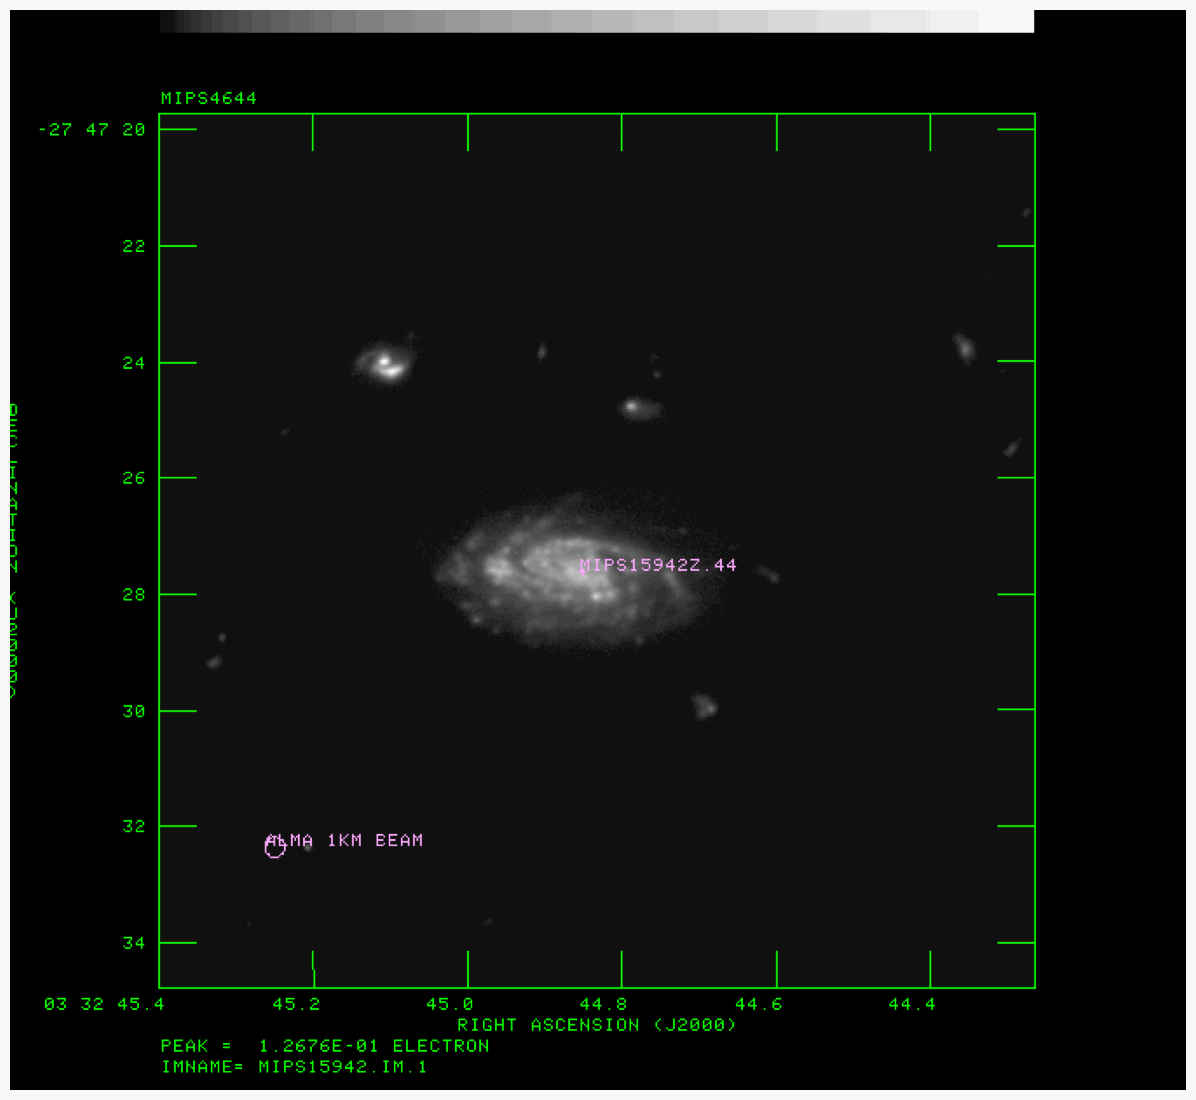 MIPS4644
-27 47 20
22
24
26
MIPS15942Z.44
28
30
32
ALMA 1KM BEAM
34
03 32 45.4 45.2 45.0 44.8 44.6 44.4
RIGHT ASCENSION (J2000)
PEAK = 1.2676E-01 ELECTRON
IMNAME= MIPS15942.IM.1